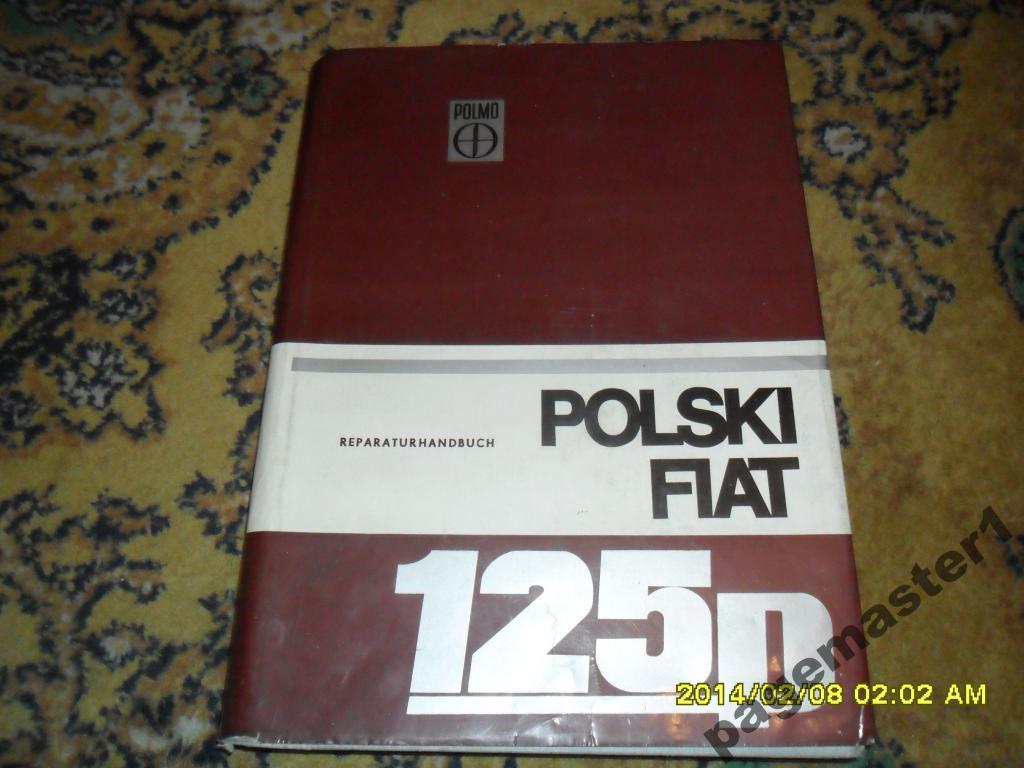 POLMO
REPARATURHANDBUCH
POLSKI
FIAT
125p
2014/02/08 02:02 AM
pagemaster1